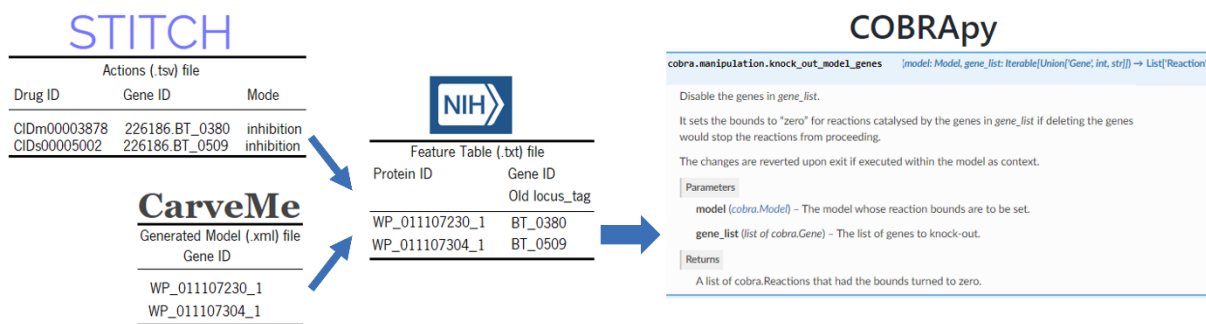 STITCH
Actions (.tsv) file
Drug ID Gene ID Mode
CIDm00003878 226186.BT_0380 inhibition
CIDs00005002 226186.BT_0509 inhibition
CarveMe
Generated Model (.xml) file
Gene ID
WP_011107230_1
WP_011107304_1
NIH
Feature Table (.txt) file
Protein ID Gene ID
Old locus_tag
WP_011107230_1 BT_0380
WP_011107304_1 BT_0509
COBRApy
cobra.manipulation.knock_out_model_genes (model: Model, gene_list: Iterable[Union['Gene', int, str]]) → List['Reaction'
Disable the genes in gene_list.
It sets the bounds to "zero" for reactions catalysed by the genes in gene_list if deleting the genes
would stop the reactions from proceeding.
The changes are reverted upon exit if executed within the model as context.
Parameters
model (cobra.Model) – The model whose reaction bounds are to be set.
gene_list (list of cobra.Gene) – The list of genes to knock-out.
Returns
A list of cobra.Reactions that had the bounds turned to zero.